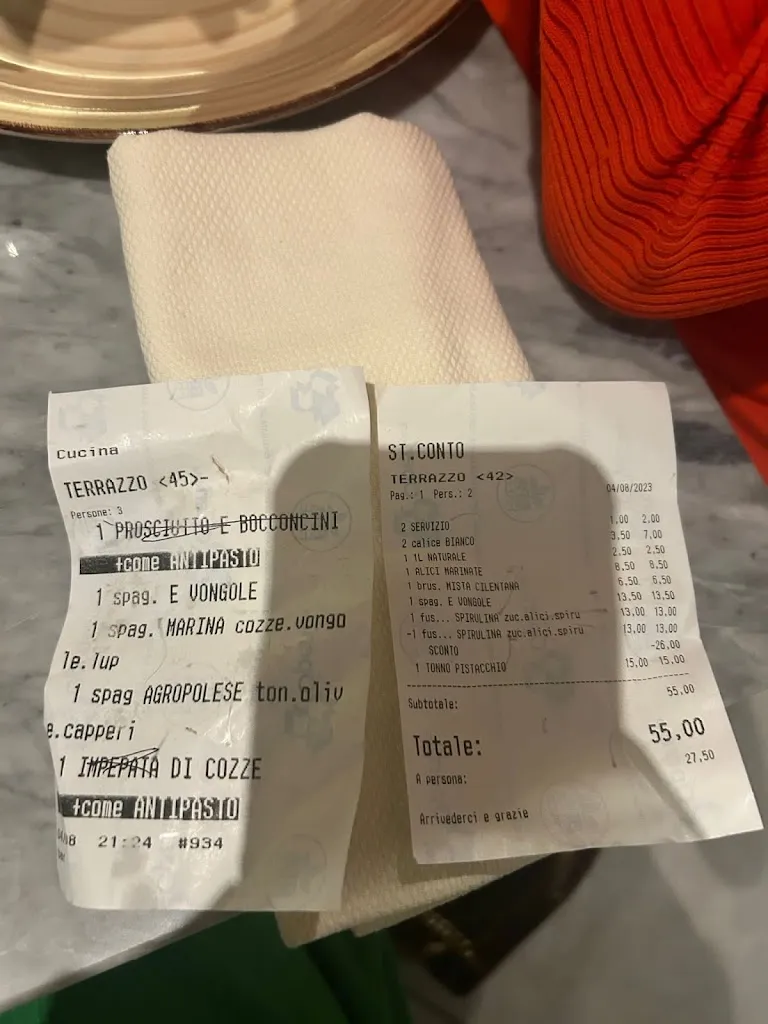 Cucina
TERRAZZO <45>-
Persone: 3
1 PROSCIUTTO E BOCCONCINI
+come ANTIPASTO
1 spag. E VONGOLE
1 spag. MARINA cozze.vongo
le.lup
1 spag AGROPOLESE ton.oliv
e.capperi
1 IMPEPATA DI COZZE
+come ANTIPASTO
21:24 #934
ST.CONTO
TERRAZZO <42>
Pag.: 1 Pers.: 2 04/08/2023
2 SERVIZIO 1,00 2,00
2 calice BIANCO 3,50 7,00
1 1L NATURALE 2,50 2,50
1 ALICI MARINATE 8,50 8,50
1 brus. MISTA CILENTANA 6,50 6,50
1 spag. E VONGOLE 13,50 13,50
1 fus... SPIRULINA zuc.alici.spiru 13,00 13,00
-1 fus... SPIRULINA zuc.alici.spiru 13,00 13,00
SCONTO -26,00
1 TONNO PISTACCHIO 15,00 15,00
Subtotale: 55,00
Totale: 55,00
A persona: 27,50
Arrivederci e grazie